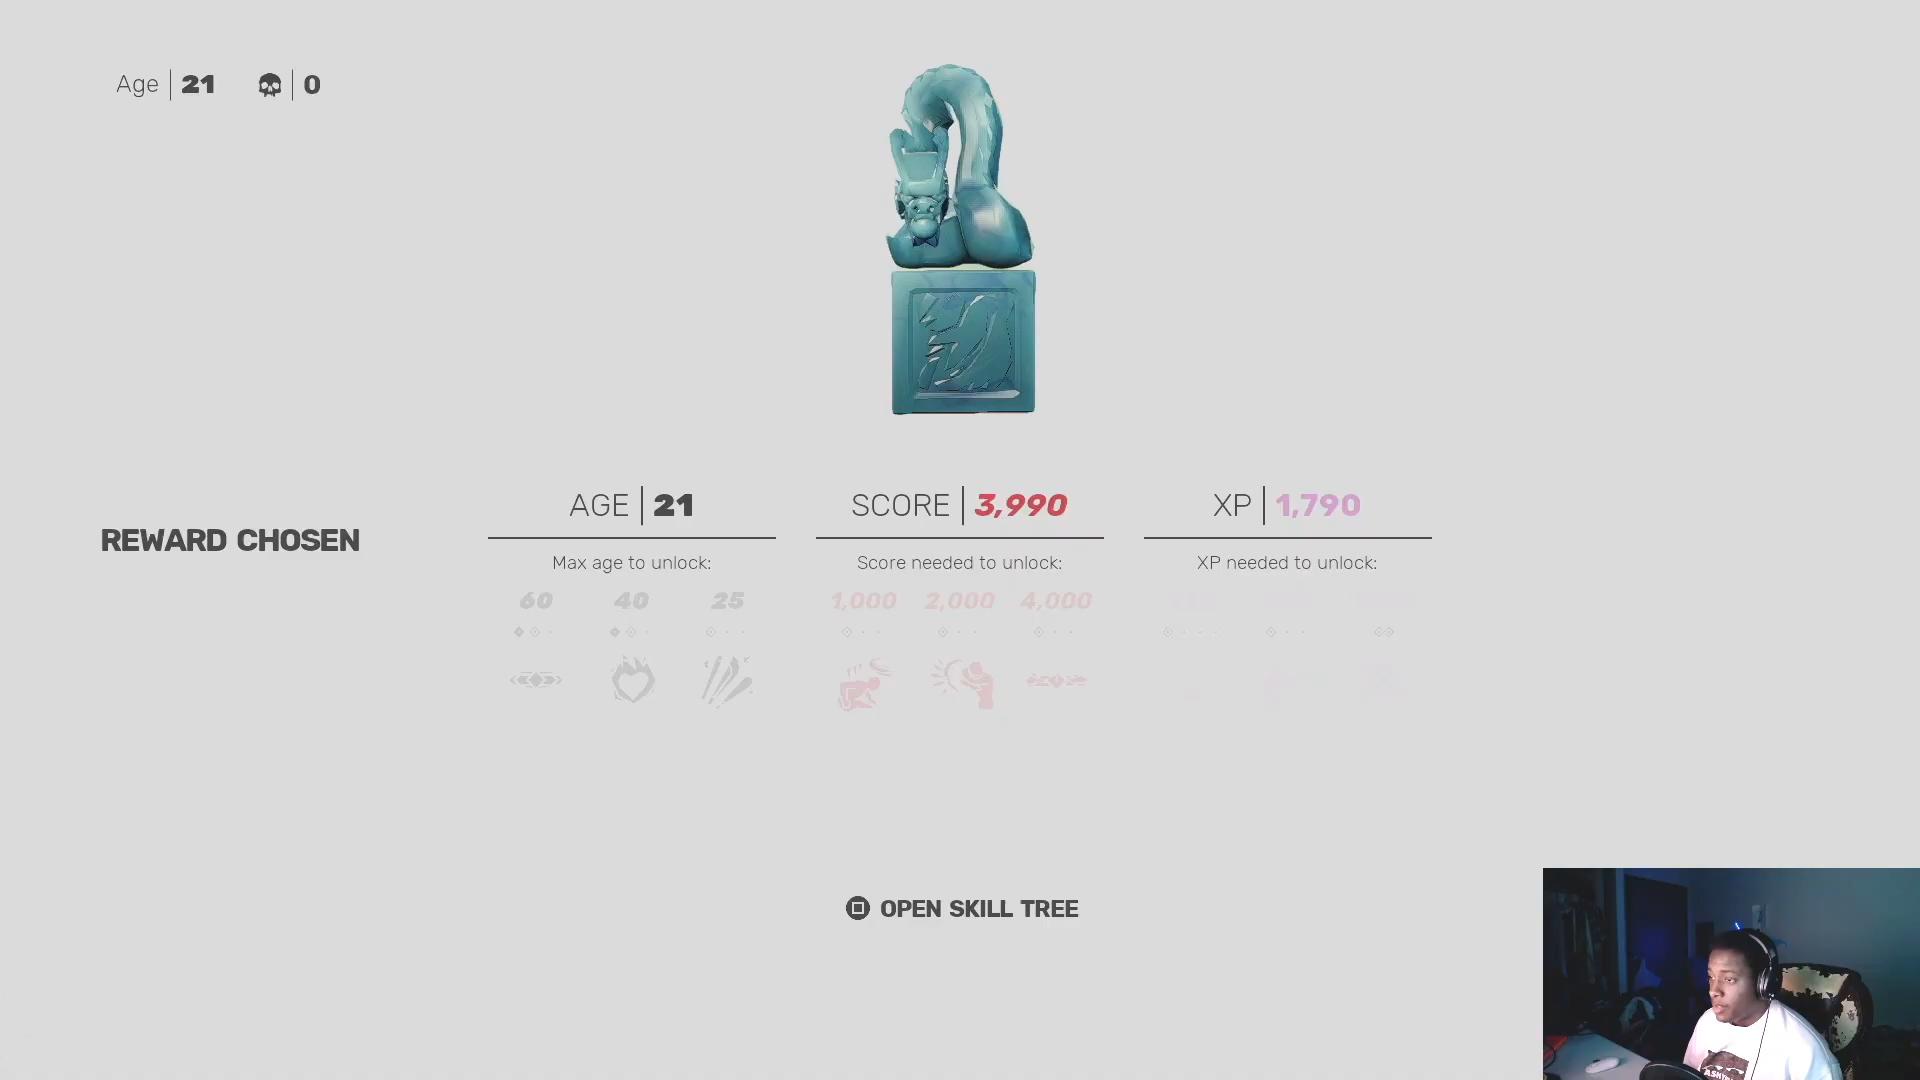 Age 21 0
AGE 21
SCORE 3,990
XP 1,790
REWARD CHOSEN
Max age to unlock:
Score needed to unlock:
XP needed to unlock:
60 40 25
1,000 2,000 4,000
OPEN SKILL TREE